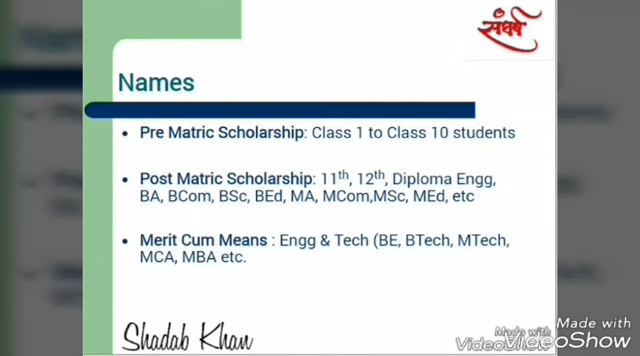 संघर्ष
Names
• Pre Matric Scholarship: Class 1 to Class 10 students
• Post Matric Scholarship: 11th, 12th, Diploma Engg,
BA, BCom, BSc, BEd, MA, MCom,MSc, MEd, etc
• Merit Cum Means : Engg & Tech (BE, BTech, MTech,
MCA, MBA etc.
Shadab Khan
Made with
Made with
VideoShow